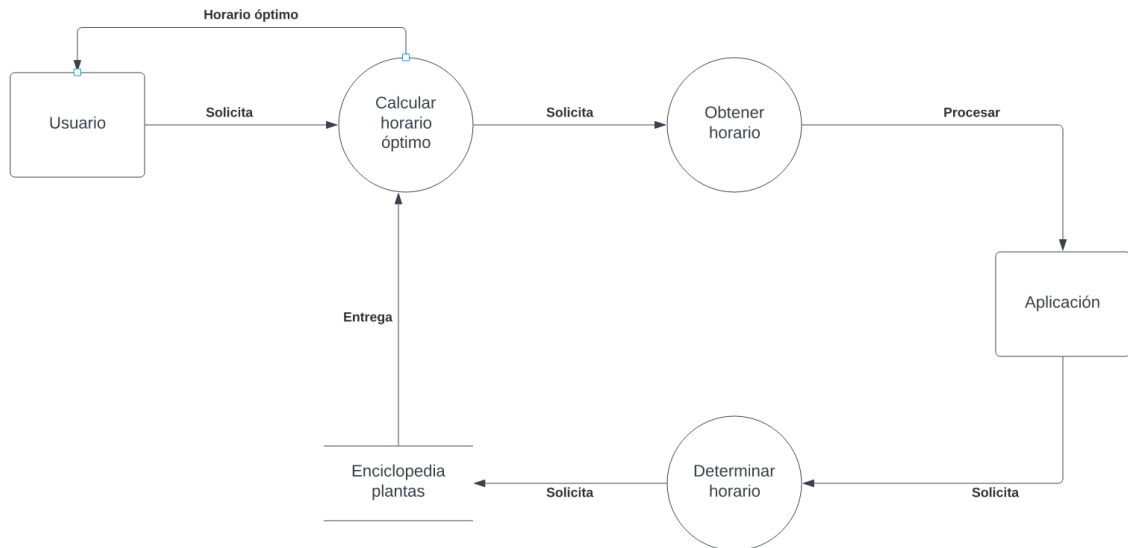 Horario óptimo
Usuario
Solicita
Calcular
horario
óptimo
Solicita
Obtener
horario
Procesar
Aplicación
Entrega
Enciclopedia
plantas
Solicita
Determinar
horario
Solicita